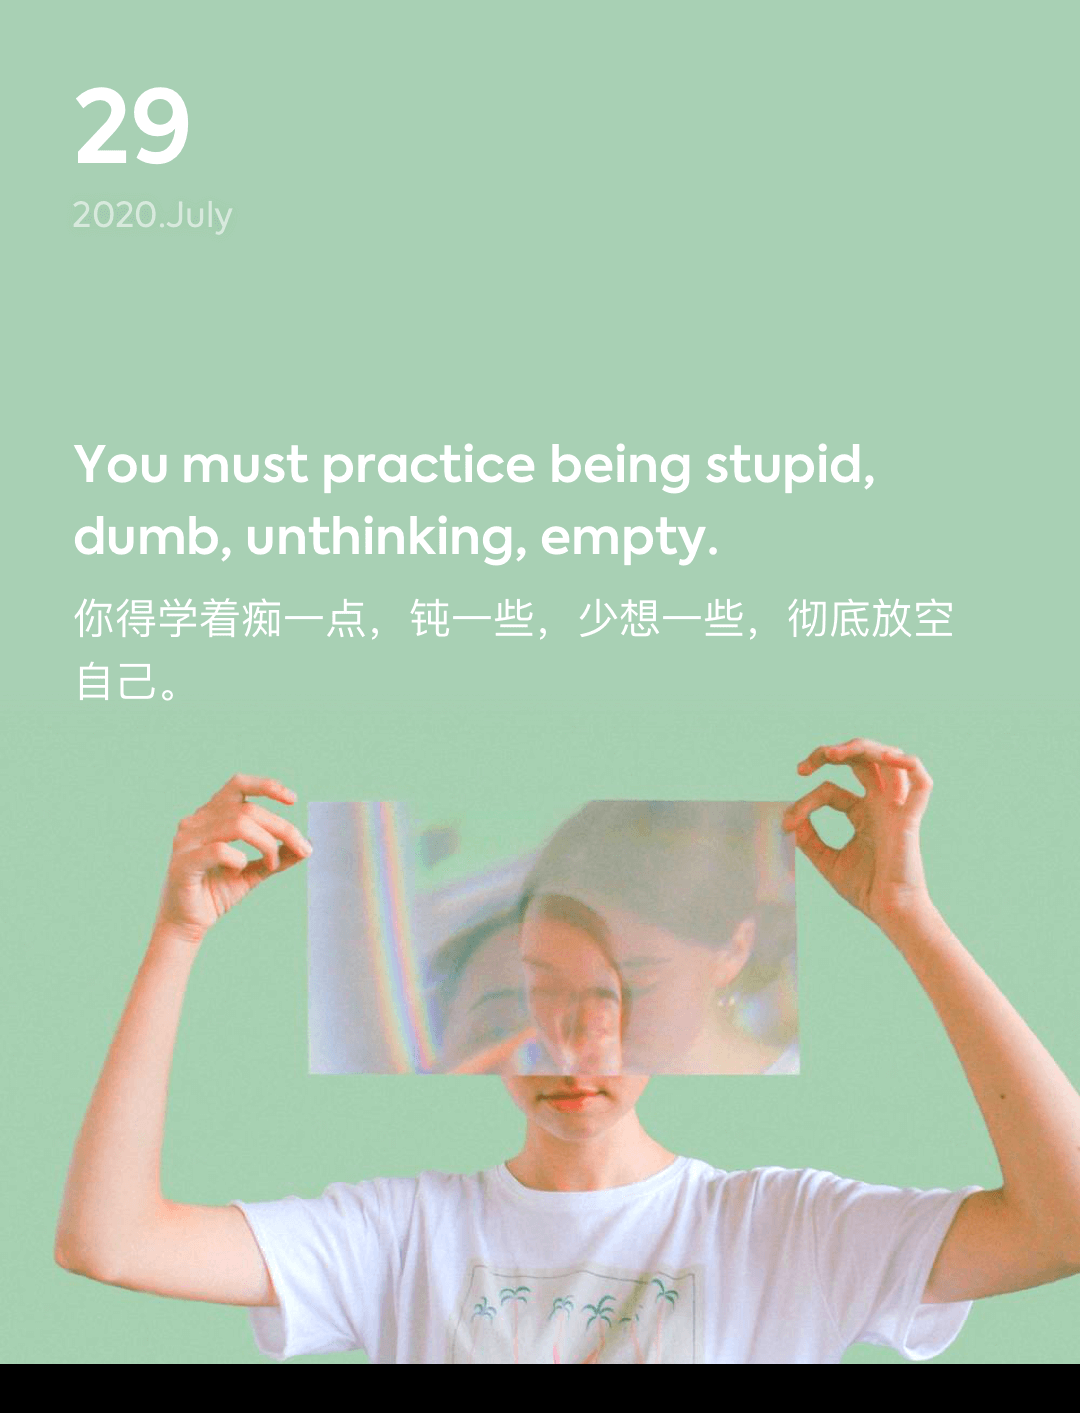 29
2020.July
You must practice being stupid,
dumb, unthinking, empty.
你得学着痴一点，钝一些，少想一些，彻底放空
自己。